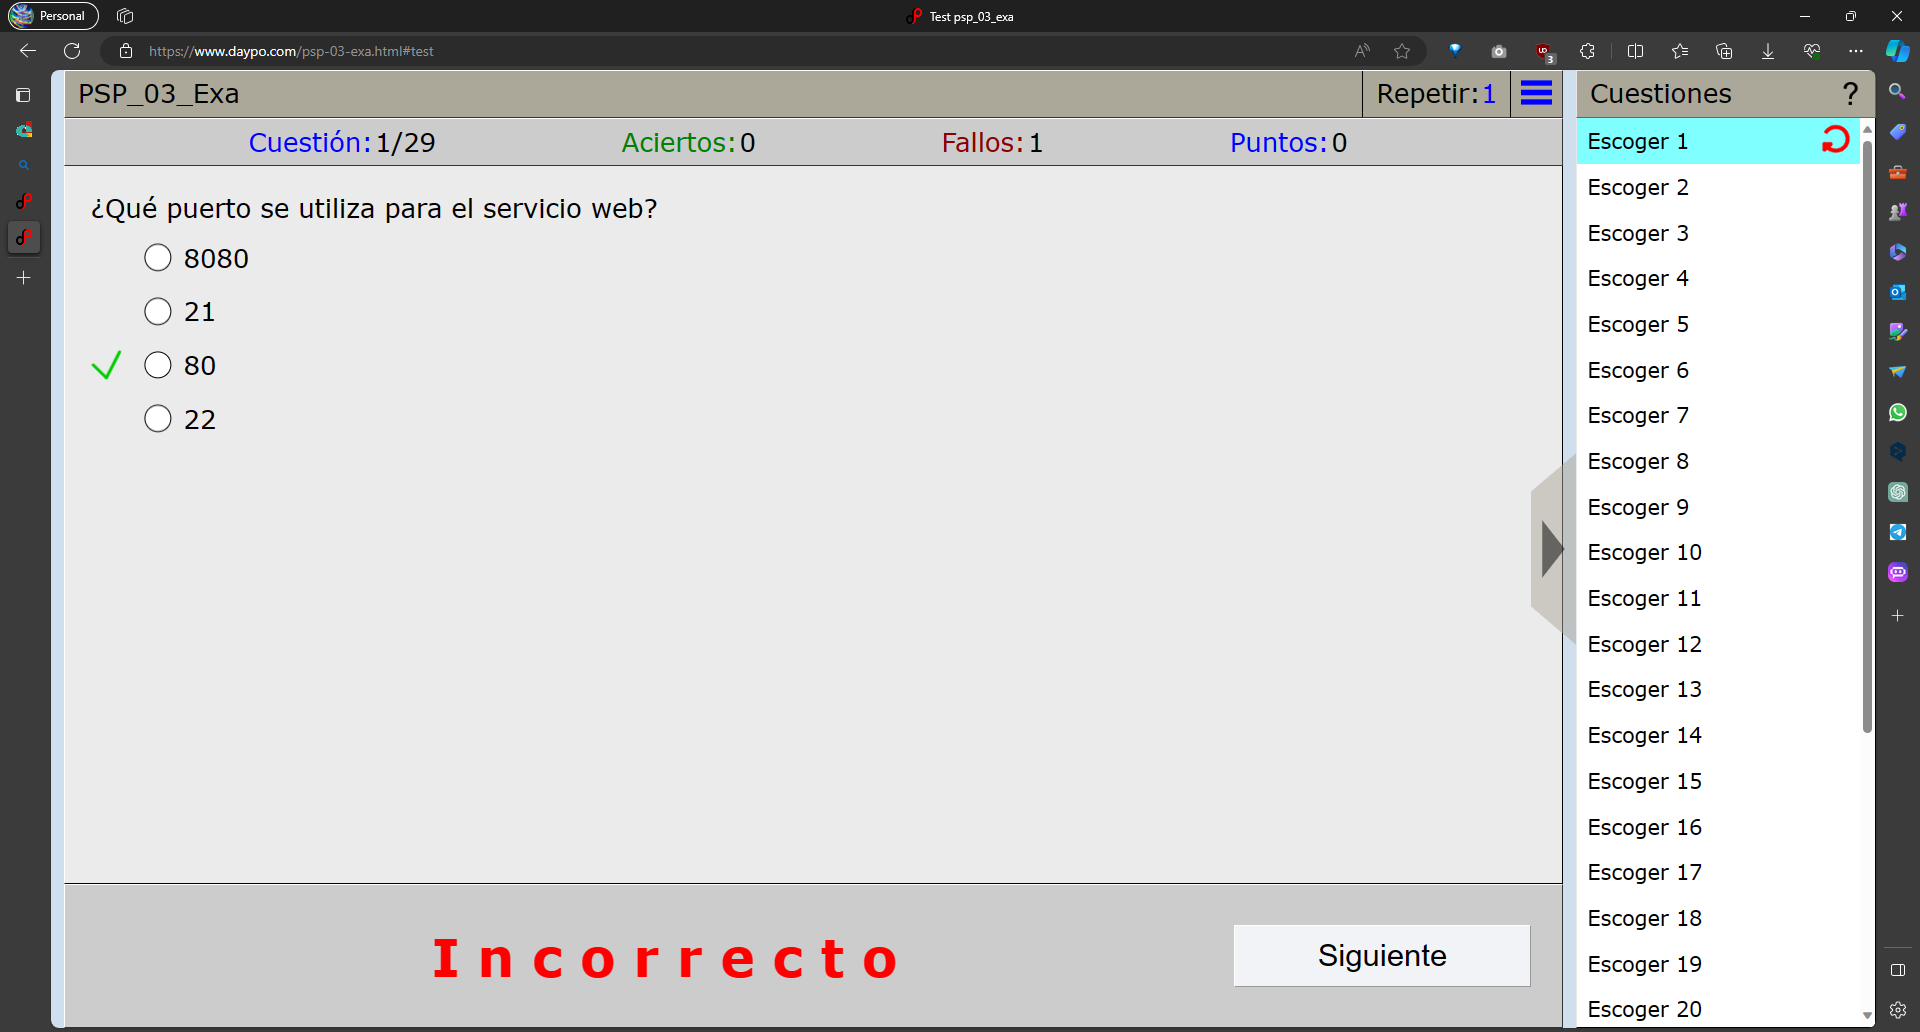 Personal
Test psp_03_exa
https://www.daypo.com/psp-03-exa.html#test
3
PSP_03_Exa
Repetir:1
Cuestiones ?
Cuestión:1/29 Aciertos:0 Fallos:1 Puntos:0
¿Qué puerto se utiliza para el servicio web?
8080
21
80
22
Incorrecto
Siguiente
Escoger 1
Escoger 2
Escoger 3
Escoger 4
Escoger 5
Escoger 6
Escoger 7
Escoger 8
Escoger 9
Escoger 10
Escoger 11
Escoger 12
Escoger 13
Escoger 14
Escoger 15
Escoger 16
Escoger 17
Escoger 18
Escoger 19
Escoger 20